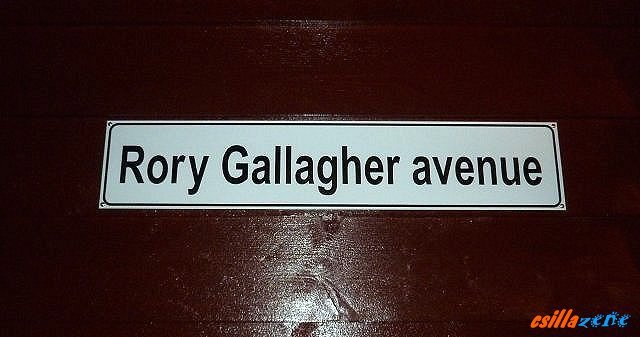 Rory Gallagher avenue
csillazene